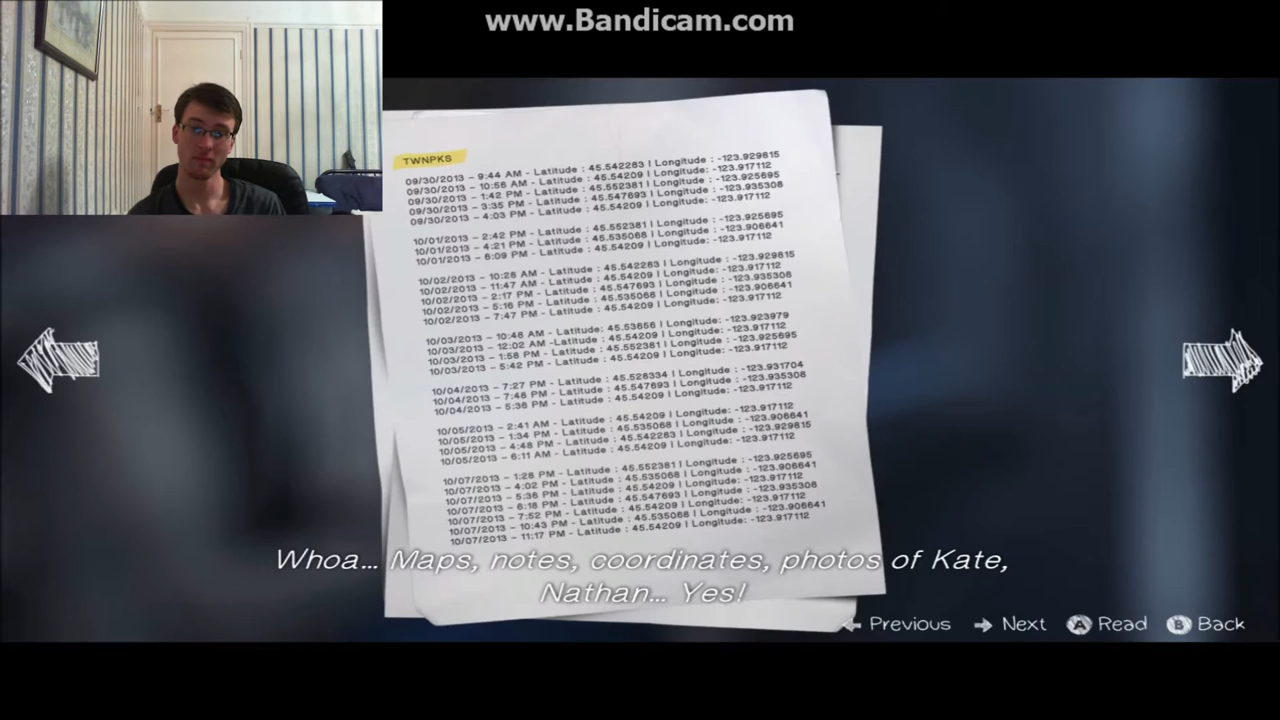 www.Bandicam.com
TWNPKS
09/30/2013 - 9:44 AM - Latitude : 45.542283 | Longitude : -123.929815
09/30/2013 - 10:56 AM - Latitude : 45.54209 | Longitude: -123.917112
09/30/2013 - 1:42 PM - Latitude : 45.552381 | Longitude : -123.925695
09/30/2013 - 3:35 PM - Latitude : 45.547693 | Longitude : -123.935308
09/30/2013 - 4:03 PM - Latitude : 45.54209 | Longitude: -123.917112
10/01/2013 - 2:42 PM - Latitude : 45.552381 | Longitude : -123.925695
10/01/2013 - 4:21 PM - Latitude : 45.535068 | Longitude : -123.906641
10/01/2013 - 6:09 PM - Latitude : 45.54209 | Longitude: -123.917112
10/02/2013 - 10:26 AM - Latitude : 45.542283 | Longitude : -123.929815
10/02/2013 - 11:47 AM - Latitude : 45.54209 | Longitude: -123.917112
10/02/2013 - 2:17 PM - Latitude : 45.547693 | Longitude : -123.935308
10/02/2013 - 5:16 PM - Latitude : 45.535068 | Longitude : -123.906641
10/02/2013 - 7:47 PM - Latitude : 45.54209 | Longitude : -123.917112
10/03/2013 - 10:46 AM - Latitude: 45.53656 | Longitude: -123.923979
10/03/2013 - 12:02 AM - Latitude : 45.54209 | Longitude: -123.917112
10/03/2013 - 1:58 PM - Latitude : 45.552381 | Longitude : -123.925695
10/03/2013 - 5:42 PM - Latitude : 45.54209 | Longitude: -123.917112
10/04/2013 - 7:27 PM - Latitude : 45.528334 | Longitude : -123.931704
10/04/2013 - 7:48 PM - Latitude : 45.547693 | Longitude : -123.935308
10/04/2013 - 5:36 PM - Latitude : 45.54209 | Longitude: -123.917112
10/05/2013 - 2:41 AM - Latitude : 45.54209 | Longitude: -123.917112
10/05/2013 - 1:34 PM - Latitude : 45.535068 | Longitude : -123.906641
10/05/2013 - 4:48 PM - Latitude : 45.542283 | Longitude : -123.929815
10/05/2013 - 6:11 AM - Latitude : 45.54209 | Longitude: -123.917112
10/07/2013 - 1:28 PM - Latitude : 45.552381 | Longitude : -123.925695
10/07/2013 - 4:02 PM - Latitude : 45.535068 | Longitude : -123.906641
10/07/2013 - 5:36 PM - Latitude : 45.54209 | Longitude: -123.917112
10/07/2013 - 6:18 PM - Latitude : 45.547693 | Longitude : -123.935308
10/07/2013 - 7:52 PM - Latitude : 45.54209 | Longitude: -123.917112
10/07/2013 - 10:43 PM - Latitude : 45.535068 | Longitude : -123.906641
10/07/2013 - 11:17 PM - Latitude : 45.54209 | Longitude: -123.917112
Whoa... Maps, notes, coordinates, photos of Kate,
Nathan... Yes!
Previous Next A Read B Back